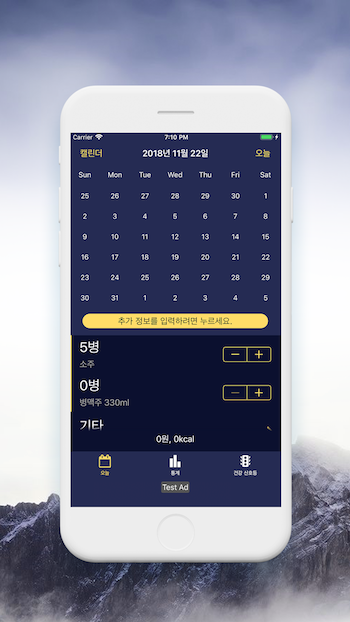 Carrier 7:10 PM
캘린더 2018년 11월 22일 오늘
Sun Mon Tue Wed Thu Fri Sat
25 26 27 28 29 30 1
2 3 4 5 6 7 8
9 10 11 12 13 14 15
16 17 18 19 20 21 22
23 24 25 26 27 28 29
30 31 1 2 3 4 5
추가 정보를 입력하려면 누르세요.
5병
소주
0병
병맥주 330ml
기타
0원, 0kcal
오늘 통계 건강 신호등
Test Ad